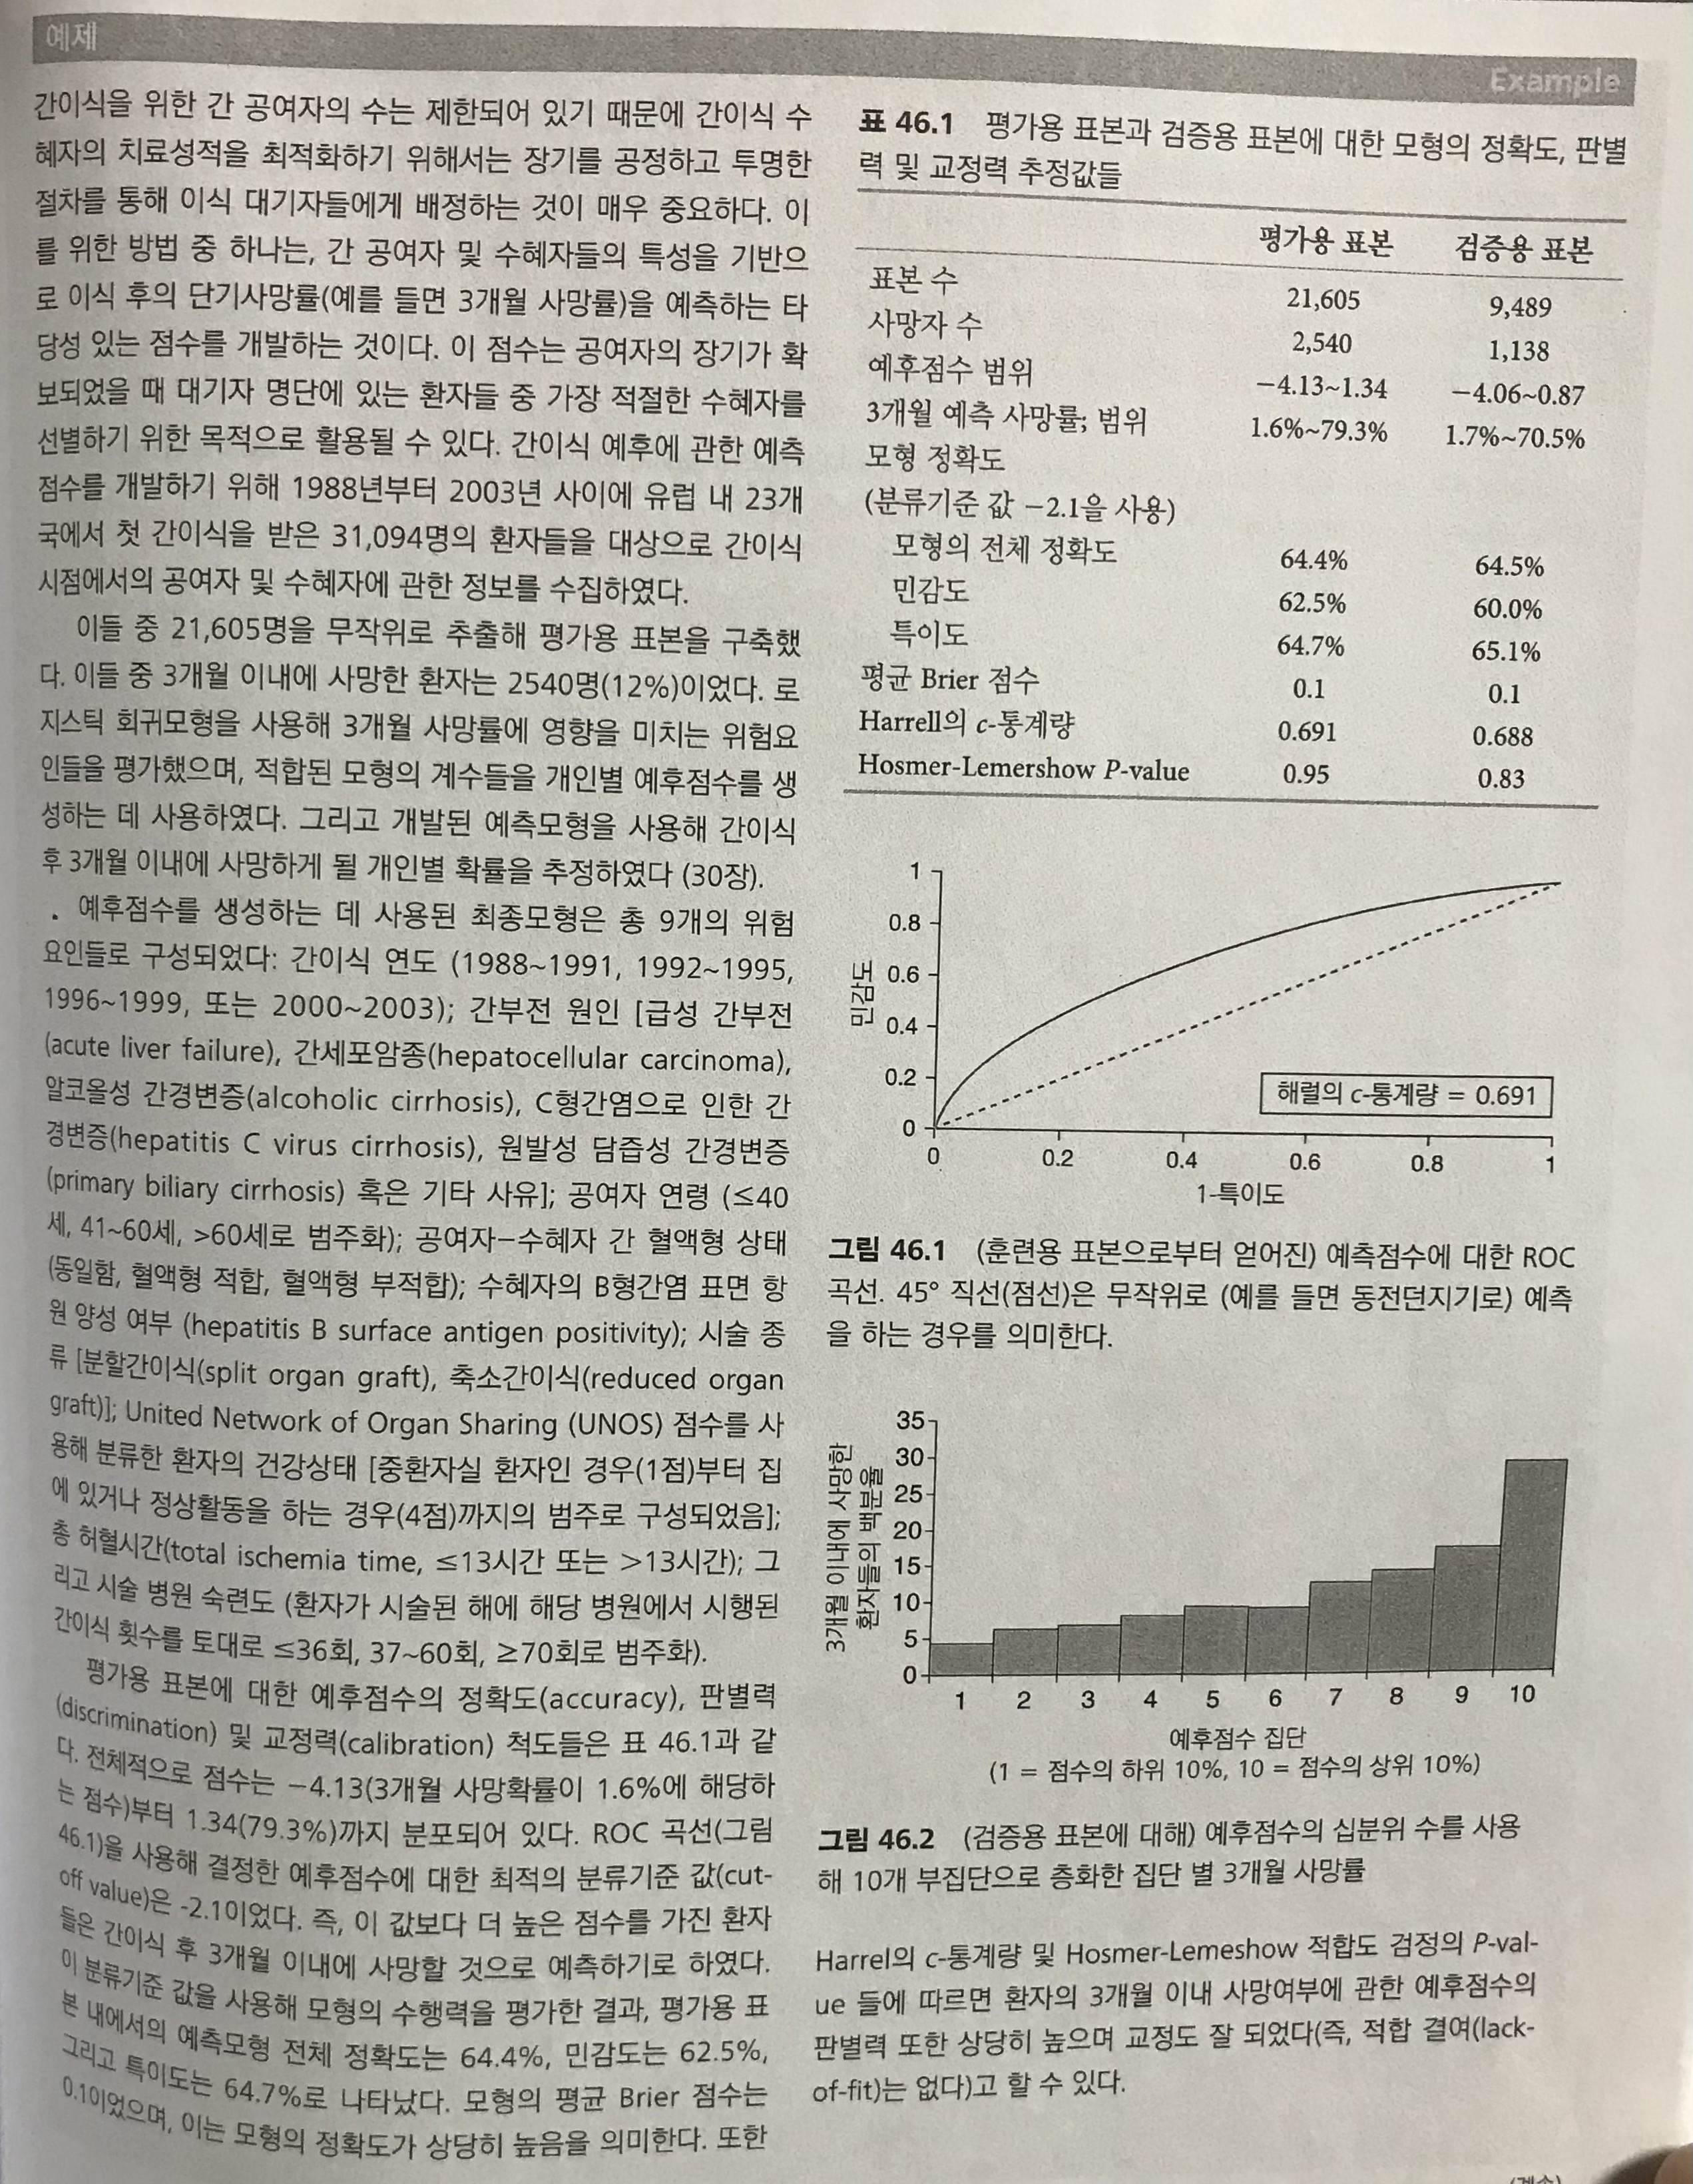 예제
Example
간이식을 위한 간 공여자의 수는 제한되어 있기 때문에 간이식 수
혜자의 치료성적을 최적화하기 위해서는 장기를 공정하고 투명한
절차를 통해 이식 대기자들에게 배정하는 것이 매우 중요하다. 이
를 위한 방법 중 하나는, 간 공여자 및 수혜자들의 특성을 기반으
로 이식 후의 단기사망률(예를 들면 3개월 사망률)을 예측하는 타
당성 있는 점수를 개발하는 것이다. 이 점수는 공여자의 장기가 확
보되었을 때 대기자 명단에 있는 환자들 중 가장 적절한 수혜자를
선별하기 위한 목적으로 활용될 수 있다. 간이식 예후에 관한 예측
점수를 개발하기 위해 1988년부터 2003년 사이에 유럽 내 23개
국에서 첫 간이식을 받은 31,094명의 환자들을 대상으로 간이식
시점에서의 공여자 및 수혜자에 관한 정보를 수집하였다.
이들 중 21,605명을 무작위로 추출해 평가용 표본을 구축했
다. 이들 중 3개월 이내에 사망한 환자는 2540명(12%)이었다. 로
지스틱 회귀모형을 사용해 3개월 사망률에 영향을 미치는 위험요
인들을 평가했으며, 적합된 모형의 계수들을 개인별 예후점수를 생
성하는 데 사용하였다. 그리고 개발된 예측모형을 사용해 간이식
후 3개월 이내에 사망하게 될 개인별 확률을 추정하였다 (30장).
예후점수를 생성하는 데 사용된 최종모형은 총 9개의 위험
요인들로 구성되었다: 간이식 연도 (1988~1991, 1992~1995,
1996~1999, 또는 2000~2003); 간부전 원인 [급성 간부전
(acute liver failure), 간세포암종(hepatocellular carcinoma),
알코올성 간경변증(alcoholic cirrhosis), C형간염으로 인한 간
경변증(hepatitis C virus cirrhosis), 원발성 담즙성 간경변증
(primary biliary cirrhosis) 혹은 기타 사유]; 공여자 연령 (≤40
세, 41~60세, >60세로 범주화); 공여자–수혜자 간 혈액형 상태
(동일함, 혈액형 적합, 혈액형 부적합); 수혜자의 B형간염 표면 항
원 양성 여부 (hepatitis B surface antigen positivity); 시술 종
류 [분할간이식(split organ graft), 축소간이식(reduced organ
graft)]; United Network of Organ Sharing (UNOS) 점수를 사
용해 분류한 환자의 건강상태 [중환자실 환자인 경우(1점)부터 집
에 있거나 정상활동을 하는 경우(4점)까지의 범주로 구성되었음];
총 허혈시간(total ischemia time, ≤13시간 또는 >13시간); 그
리고 시술 병원 숙련도 (환자가 시술된 해에 해당 병원에서 시행된
간이식 횟수를 토대로 ≤36회, 37~60회, ≥70회로 범주화).
평가용 표본에 대한 예후점수의 정확도(accuracy), 판별력
(discrimination) 및 교정력(calibration) 척도들은 표 46.1과 같
다. 전체적으로 점수는 −4.13(3개월 사망확률이 1.6%에 해당하
는 점수)부터 1.34(79.3%)까지 분포되어 있다. ROC 곡선(그림
46.1)을 사용해 결정한 예후점수에 대한 최적의 분류기준 값(cut-
off value)은 -2.1이었다. 즉, 이 값보다 더 높은 점수를 가진 환자
들은 간이식 후 3개월 이내에 사망할 것으로 예측하기로 하였다.
이 분류기준 값을 사용해 모형의 수행력을 평가한 결과, 평가용 표
본 내에서의 예측모형 전체 정확도는 64.4%, 민감도는 62.5%,
그리고 특이도는 64.7%로 나타났다. 모형의 평균 Brier 점수는
0.1이었으며, 이는 모형의 정확도가 상당히 높음을 의미한다. 또한
표 46.1 평가용 표본과 검증용 표본에 대한 모형의 정확도, 판별
력 및 교정력 추정값들
평가용 표본 검증용 표본
표본 수 21,605 9,489
사망자 수 2,540 1,138
예후점수 범위 −4.13~1.34 −4.06~0.87
3개월 예측 사망률; 범위 1.6%~79.3% 1.7%~70.5%
모형 정확도
(분류기준 값 −2.1을 사용)
모형의 전체 정확도 64.4% 64.5%
민감도 62.5% 60.0%
특이도 64.7% 65.1%
평균 Brier 점수 0.1 0.1
Harrell의 c-통계량 0.691 0.688
Hosmer-Lemershow P-value 0.95 0.83
민감도
1
0.8
0.6
0.4
0.2
0
해럴의 c-통계량 = 0.691
0 0.2 0.4 0.6 0.8 1
1-특이도
그림 46.1 (훈련용 표본으로부터 얻어진) 예측점수에 대한 ROC
곡선. 45° 직선(점선)은 무작위로 (예를 들면 동전던지기로) 예측
을 하는 경우를 의미한다.
3개월 이내에 사망한
환자들의 백분율
35
30
25
20
15
10
5
0
1 2 3 4 5 6 7 8 9 10
예후점수 집단
(1 = 점수의 하위 10%, 10 = 점수의 상위 10%)
그림 46.2 (검증용 표본에 대해) 예후점수의 십분위 수를 사용
해 10개 부집단으로 층화한 집단 별 3개월 사망률
Harrel의 c-통계량 및 Hosmer-Lemeshow 적합도 검정의 P-val-
ue 들에 따르면 환자의 3개월 이내 사망여부에 관한 예후점수의
판별력 또한 상당히 높으며 교정도 잘 되었다(즉, 적합 결여(lack-
of-fit)는 없다)고 할 수 있다.